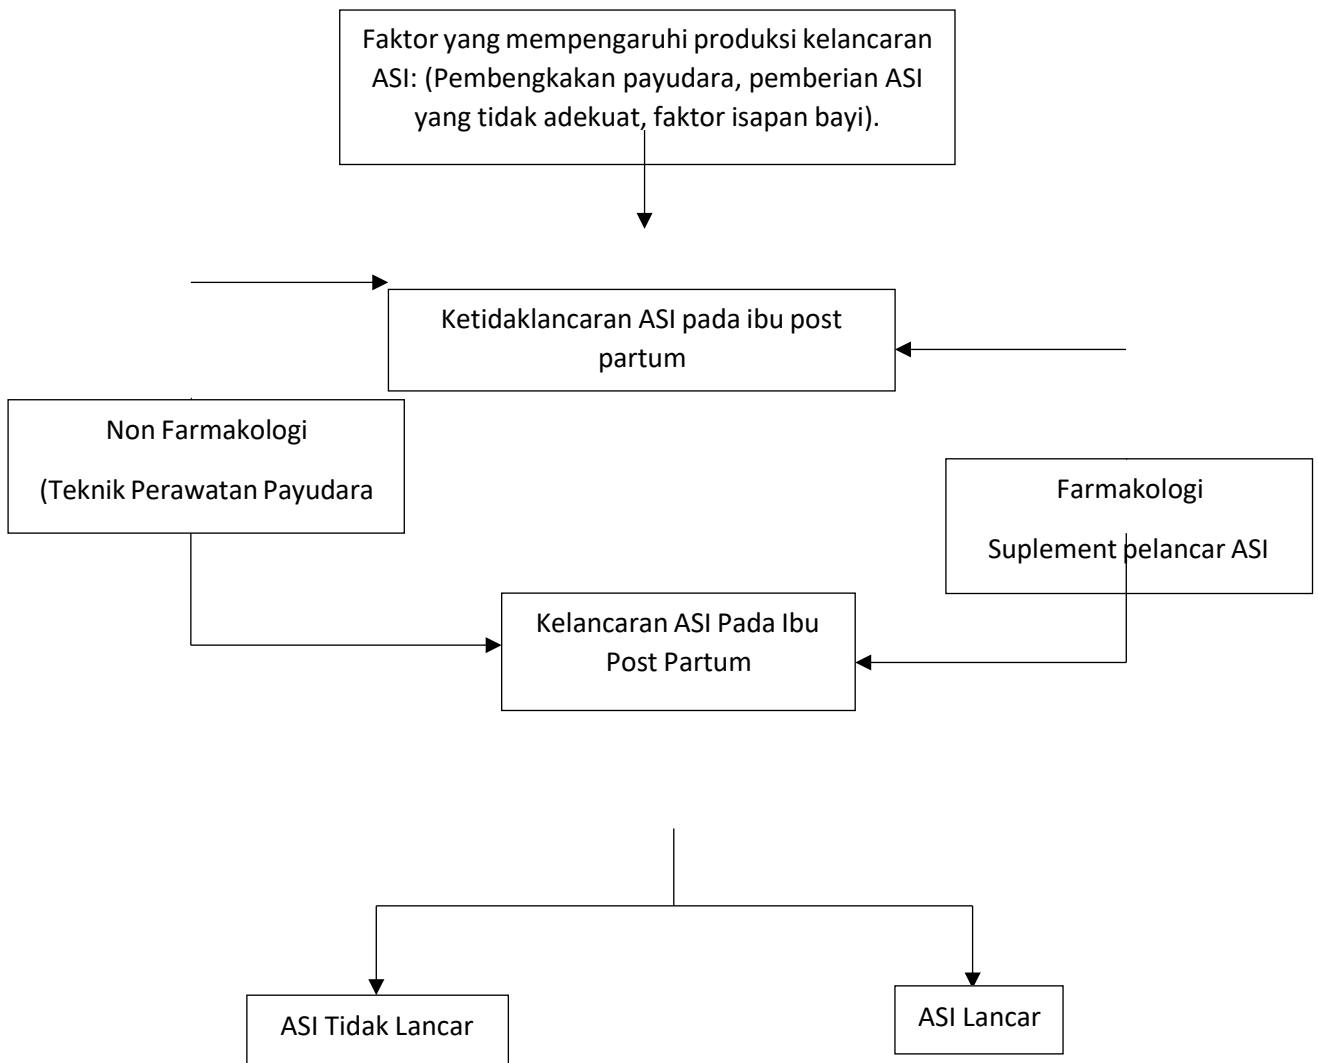 Faktor yang mempengaruhi produksi kelancaran
ASI: (Pembengkakan payudara, pemberian ASI
yang tidak adekuat, faktor isapan bayi).
Ketidaklancaran ASI pada ibu post
partum
Non Farmakologi
(Teknik Perawatan Payudara
Farmakologi
Suplement pelancar ASI
Kelancaran ASI Pada Ibu
Post Partum
ASI Tidak Lancar
ASI Lancar